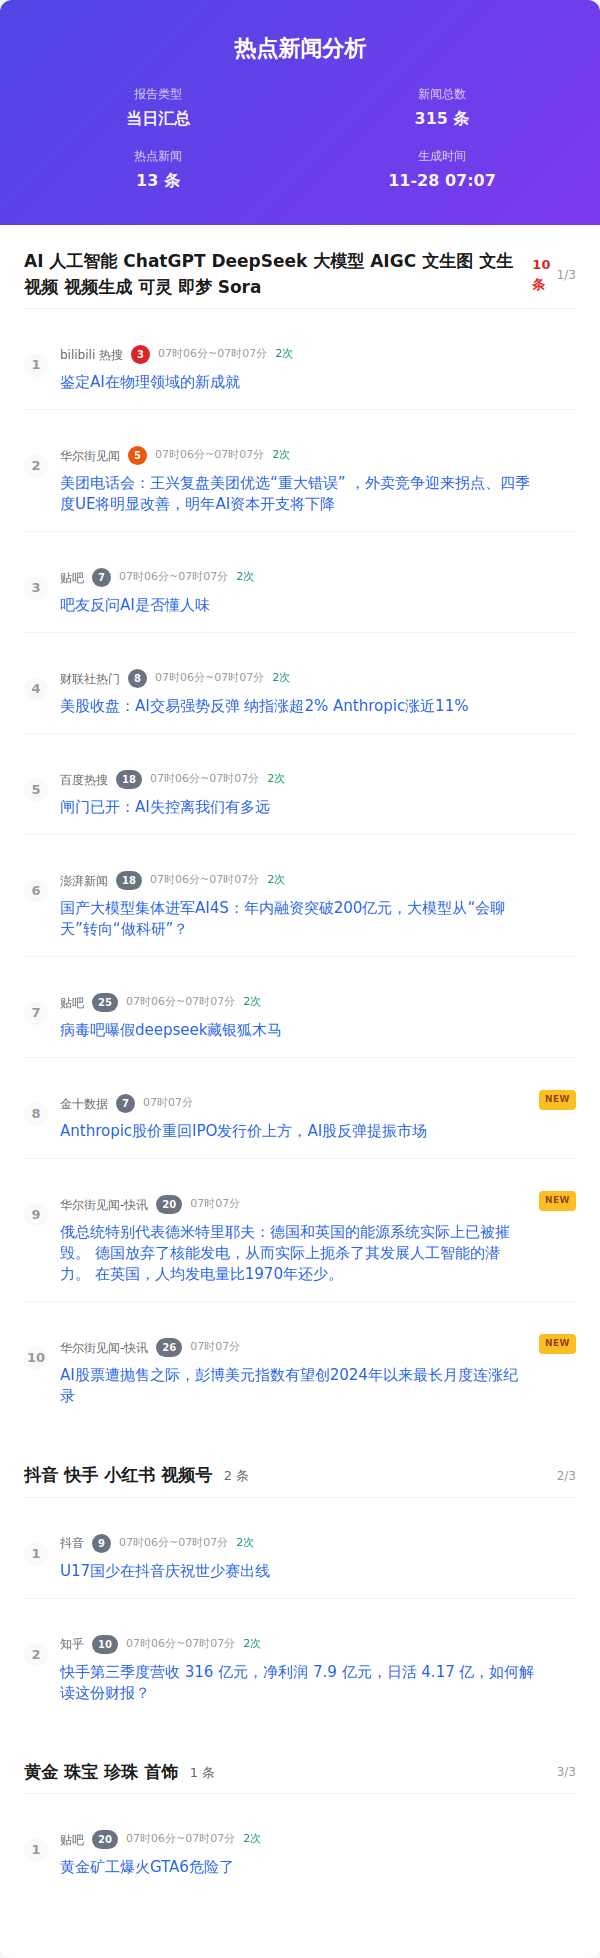 热点新闻分析
报告类型
当日汇总
新闻总数
315 条
热点新闻
13 条
生成时间
11-28 07:07
AI 人工智能 ChatGPT DeepSeek 大模型 AIGC 文生图 文生
视频 视频生成 可灵 即梦 Sora
10
条
1/3
1
bilibili 热搜 3 07时06分~07时07分 2次
鉴定AI在物理领域的新成就
2
华尔街见闻 5 07时06分~07时07分 2次
美团电话会：王兴复盘美团优选“重大错误” ，外卖竞争迎来拐点、四季
度UE将明显改善，明年AI资本开支将下降
3
贴吧 7 07时06分~07时07分 2次
吧友反问AI是否懂人味
4
财联社热门 8 07时06分~07时07分 2次
美股收盘：AI交易强势反弹 纳指涨超2% Anthropic涨近11%
5
百度热搜 18 07时06分~07时07分 2次
闸门已开：AI失控离我们有多远
6
澎湃新闻 18 07时06分~07时07分 2次
国产大模型集体进军AI4S：年内融资突破200亿元，大模型从“会聊
天”转向“做科研”？
7
贴吧 25 07时06分~07时07分 2次
病毒吧曝假deepseek藏银狐木马
8
金十数据 7 07时07分
NEW
Anthropic股价重回IPO发行价上方，AI股反弹提振市场
9
华尔街见闻-快讯 20 07时07分
NEW
俄总统特别代表德米特里耶夫：德国和英国的能源系统实际上已被摧
毁。 德国放弃了核能发电，从而实际上扼杀了其发展人工智能的潜
力。 在英国，人均发电量比1970年还少。
10
华尔街见闻-快讯 26 07时07分
NEW
AI股票遭抛售之际，彭博美元指数有望创2024年以来最长月度连涨纪
录
抖音 快手 小红书 视频号 2 条
2/3
1
抖音 9 07时06分~07时07分 2次
U17国少在抖音庆祝世少赛出线
2
知乎 10 07时06分~07时07分 2次
快手第三季度营收 316 亿元，净利润 7.9 亿元，日活 4.17 亿，如何解
读这份财报？
黄金 珠宝 珍珠 首饰 1 条
3/3
1
贴吧 20 07时06分~07时07分 2次
黄金矿工爆火GTA6危险了